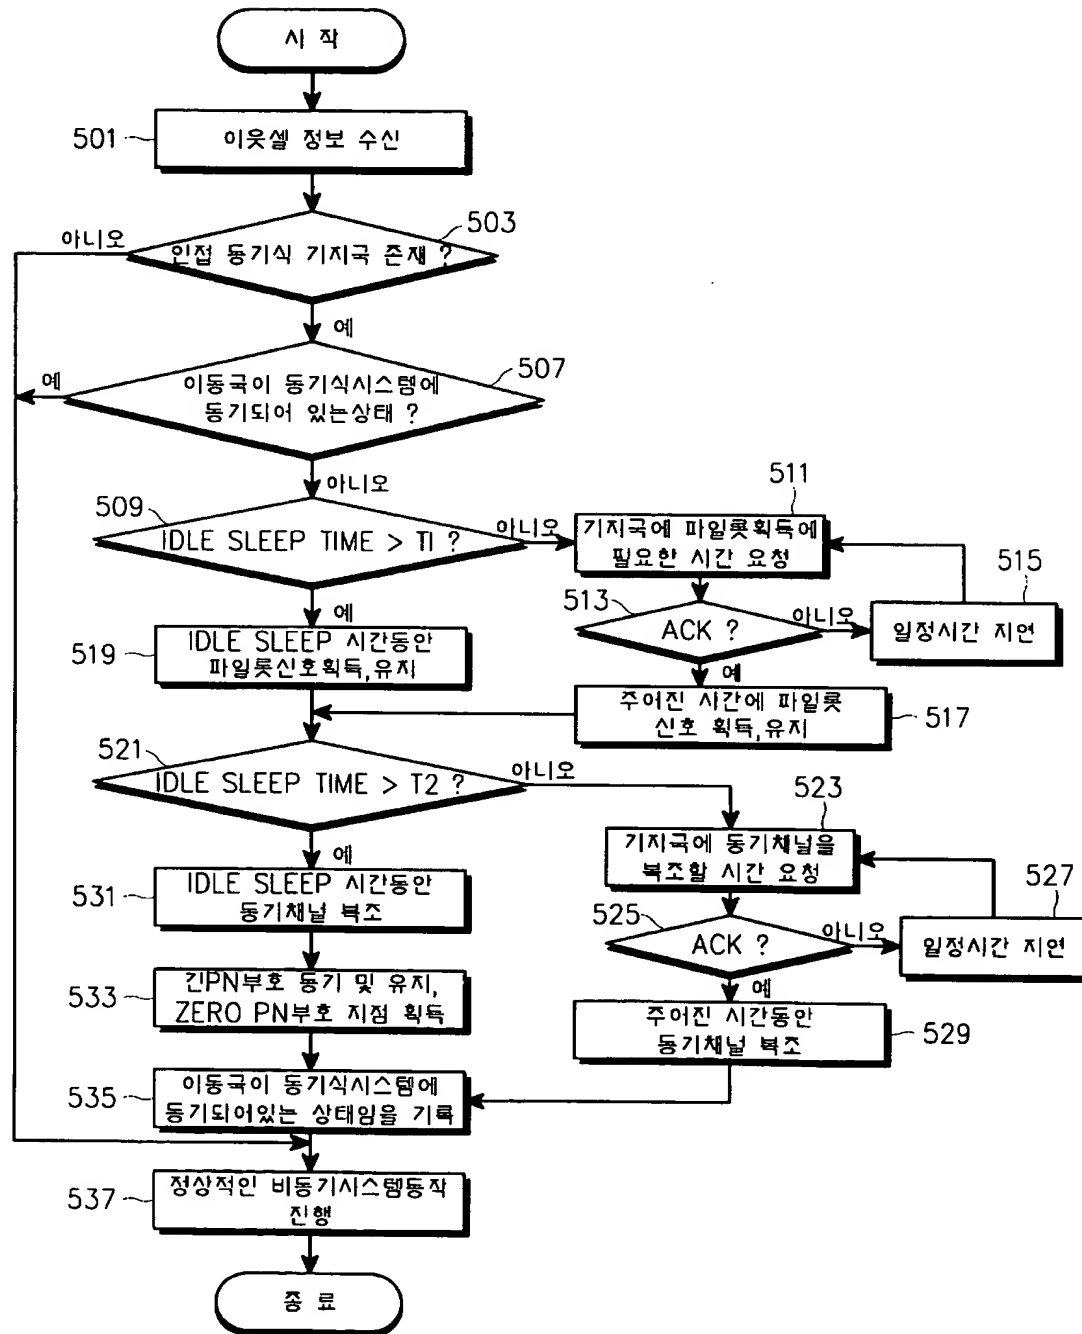 시 작
501
이웃셀 정보 수신
503
아니오
인접 동기식 기지국 존재 ?
예
507
예
이동국이 동기식시스템에
동기되어 있는상태 ?
아니오
509
IDLE SLEEP TIME > T1 ?
아니오
511
기지국에 파일롯획득에
필요한 시간 요청
515
일정시간 지연
513
ACK ?
아니오
예
예
519
IDLE SLEEP 시간동안
파일롯신호획득,유지
주어진 시간에 파일롯
신호 획득,유지
517
521
IDLE SLEEP TIME > T2 ?
아니오
523
기지국에 동기채널을
복조할 시간 요청
예
531
IDLE SLEEP 시간동안
동기채널 복조
525
ACK ?
아니오
527
일정시간 지연
예
533
긴PN부호 동기 및 유지,
ZERO PN부호 지점 획득
주어진 시간동안
동기채널 복조
529
535
이동국이 동기식시스템에
동기되어있는 상태임을 기록
537
정상적인 비동기시스템동작
진행
종 료